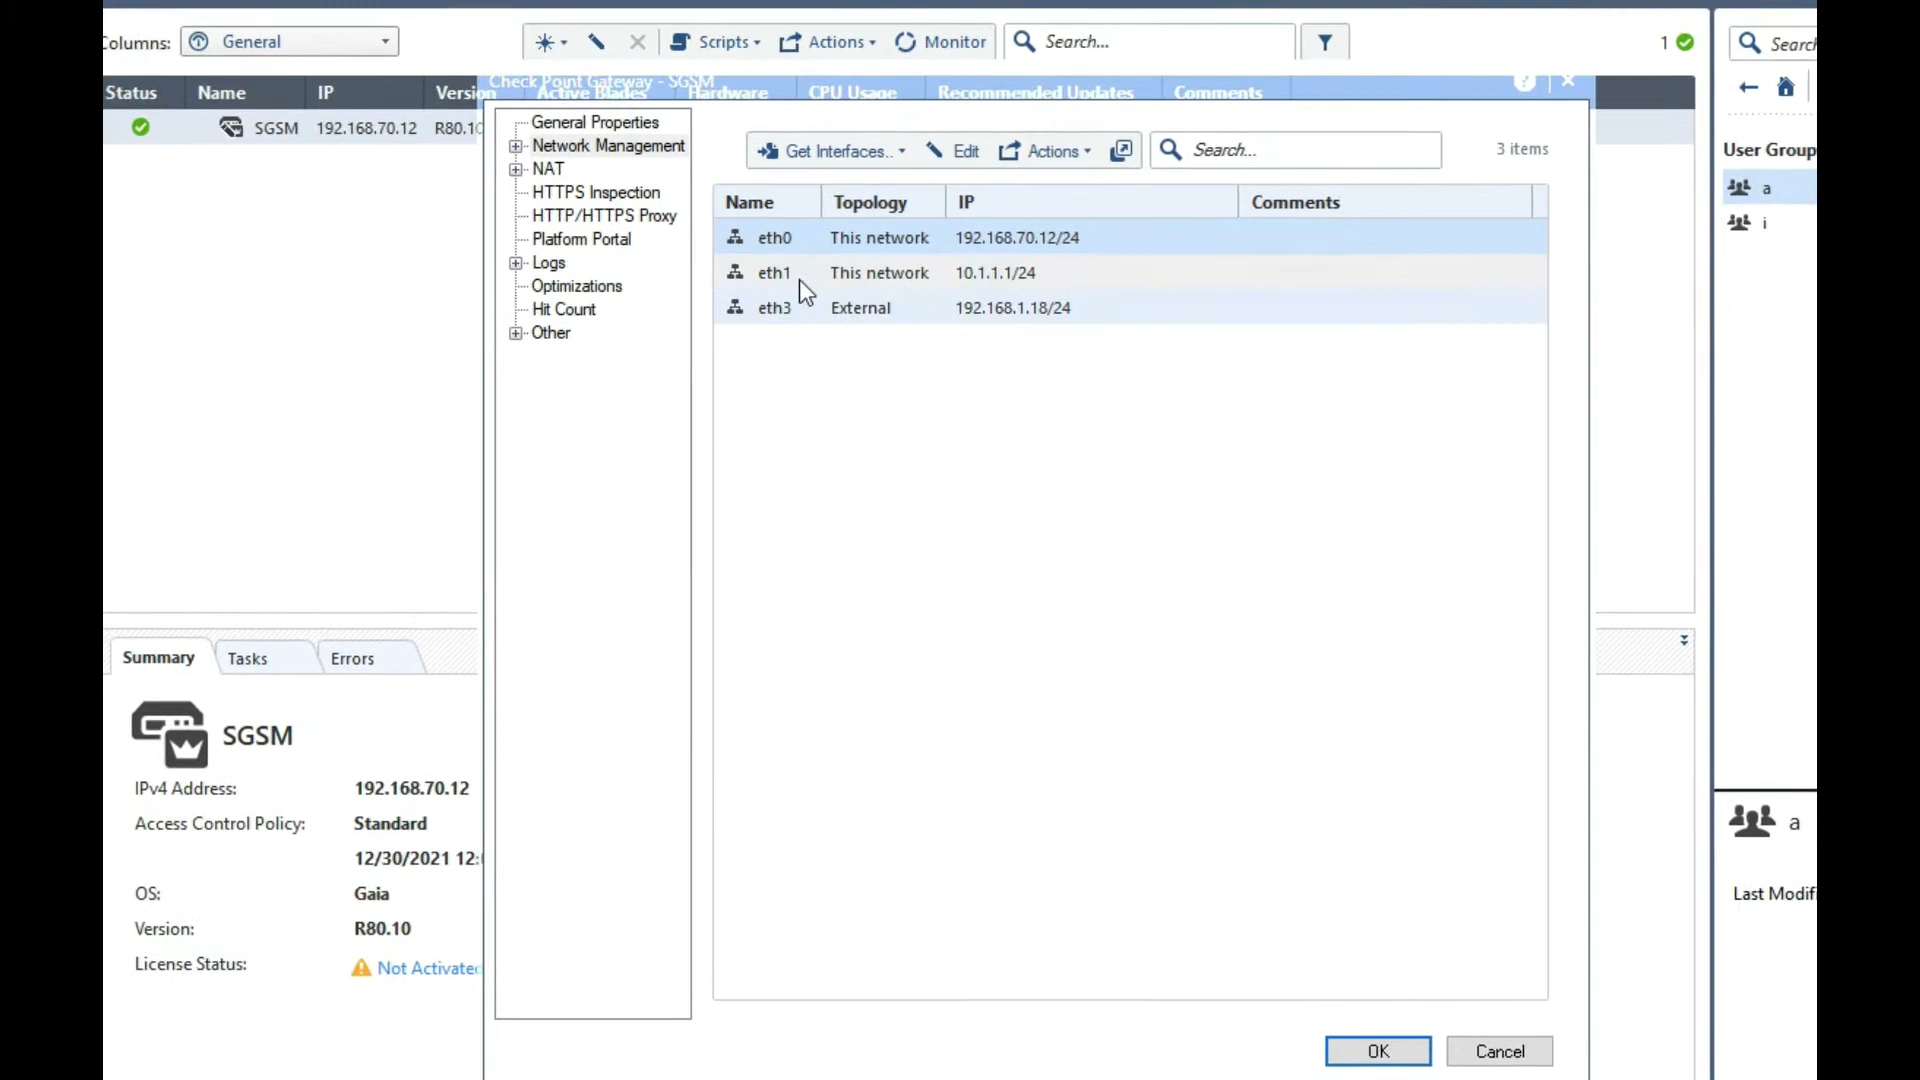 Columns:
General
Scripts
Actions
Monitor
Search...
1
Search
Status
Name
IP
Version
Active Blades
Hardware
CPU Usage
Recommended Updates
Comments
SGSM
192.168.70.12
R80.10
Check Point Gateway - SGSM
General Properties
Network Management
NAT
HTTPS Inspection
HTTP/HTTPS Proxy
Platform Portal
Logs
Optimizations
Hit Count
Other
Get Interfaces..
Edit
Actions
Search...
3 items
Name
Topology
IP
Comments
eth0
This network
192.168.70.12/24
eth1
This network
10.1.1.1/24
eth3
External
192.168.1.18/24
OK
Cancel
Summary
Tasks
Errors
SGSM
IPv4 Address:
192.168.70.12
Access Control Policy:
Standard
12/30/2021 12:
OS:
Gaia
Version:
R80.10
License Status:
Not Activated
User Group
a
i
a
Last Modifi